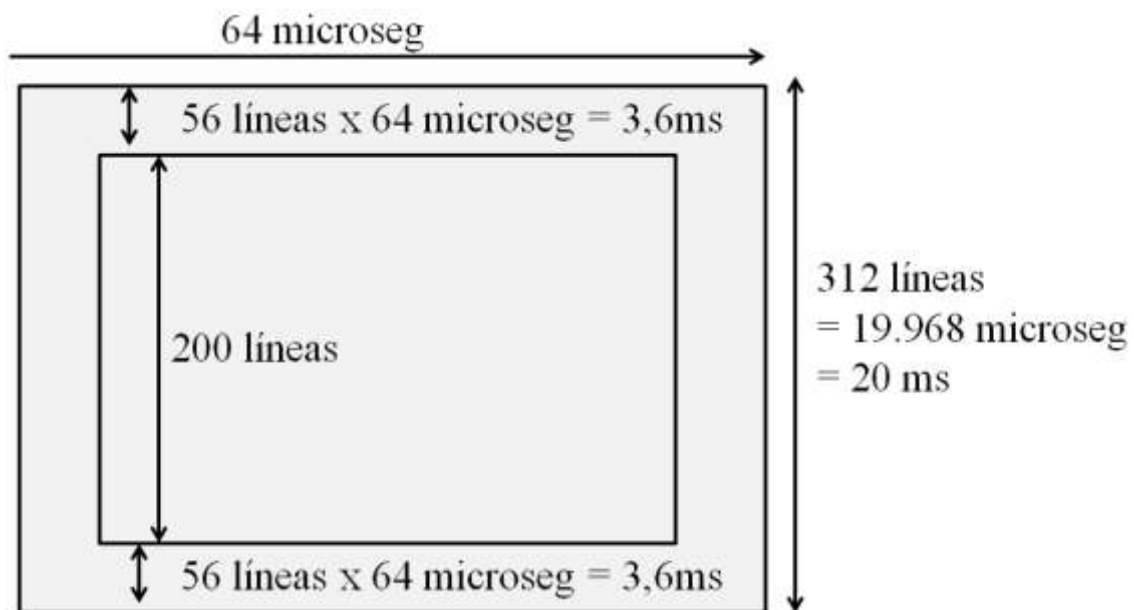 64 microseg
56 líneas x 64 microseg = 3,6ms
200 líneas
312 líneas
= 19.968 microseg
= 20 ms
56 líneas x 64 microseg = 3,6ms